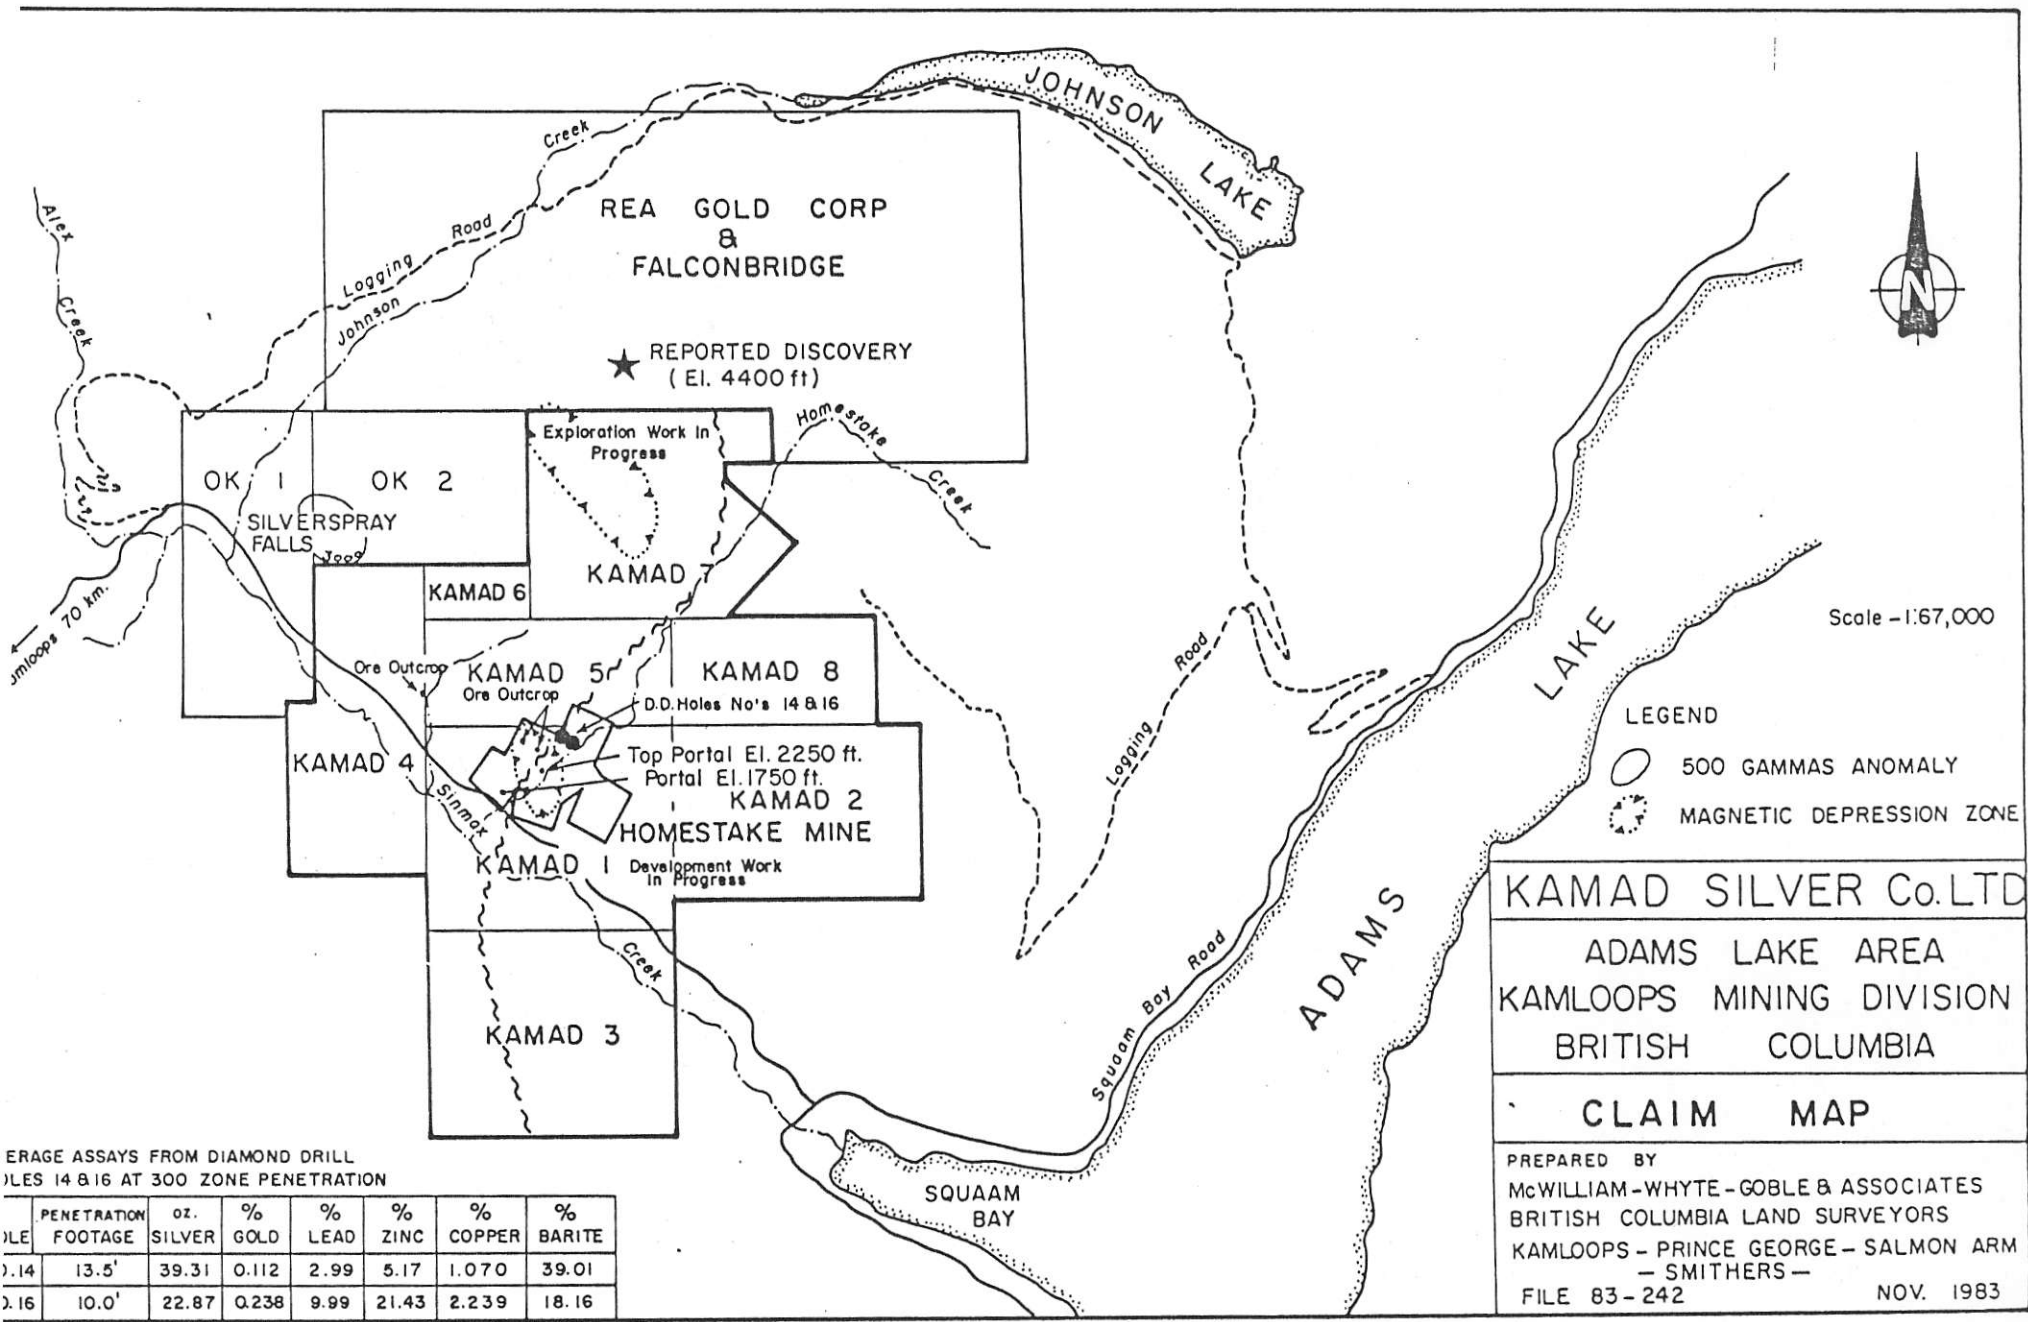 JOHNSON
LAKE
Creek
REA GOLD CORP
&
FALCONBRIDGE
Alex
Creek
Logging
Road
Johnson
★ REPORTED DISCOVERY
(El. 4400 ft)
Homestake
Creek
Exploration Work In
Progress
OK 1
OK 2
SILVERSPRAY
FALLS
KAMAD 7
KAMAD 6
N
Scale - 1:67,000
70 km.
Ore Outcrop
KAMAD 5
Ore Outcrop
KAMAD 8
D.D. Holes No's 14 & 16
Logging
Road
KAMAD 4
Top Portal El. 2250 ft.
Portal El. 1750 ft.
KAMAD 2
HOMESTAKE MINE
Sinmax
KAMAD 1
Development Work
In Progress
Creek
KAMAD 3
Squaam Bay Road
ADAMS
LAKE
SQUAAM
BAY
LEGEND
500 GAMMAS ANOMALY
MAGNETIC DEPRESSION ZONE
KAMAD SILVER Co. LTD
ADAMS LAKE AREA
KAMLOOPS MINING DIVISION
BRITISH COLUMBIA
CLAIM MAP
PREPARED BY
McWILLIAM-WHYTE-GOBLE & ASSOCIATES
BRITISH COLUMBIA LAND SURVEYORS
KAMLOOPS - PRINCE GEORGE - SALMON ARM
- SMITHERS -
FILE 83-242 NOV. 1983
ERAGE ASSAYS FROM DIAMOND DRILL
OLES 14 & 16 AT 300 ZONE PENETRATION
OLE PENETRATION FOOTAGE OZ. SILVER % GOLD % LEAD % ZINC % COPPER % BARITE
.14 13.5' 39.31 0.112 2.99 5.17 1.070 39.01
.16 10.0' 22.87 0.238 9.99 21.43 2.239 18.16